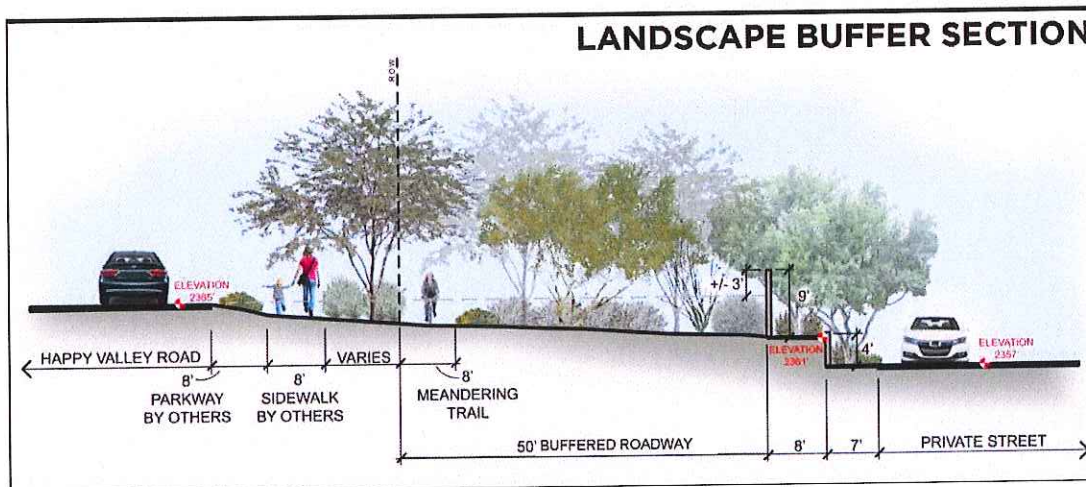 LANDSCAPE BUFFER SECTION
ROW
ELEVATION
2365'
+/- 3'
9'
ELEVATION
2361'
4'
ELEVATION
2357'
HAPPY VALLEY ROAD
VARIES
8'
PARKWAY
BY OTHERS
8'
SIDEWALK
BY OTHERS
8'
MEANDERING
TRAIL
50' BUFFERED ROADWAY
8'
7'
PRIVATE STREET